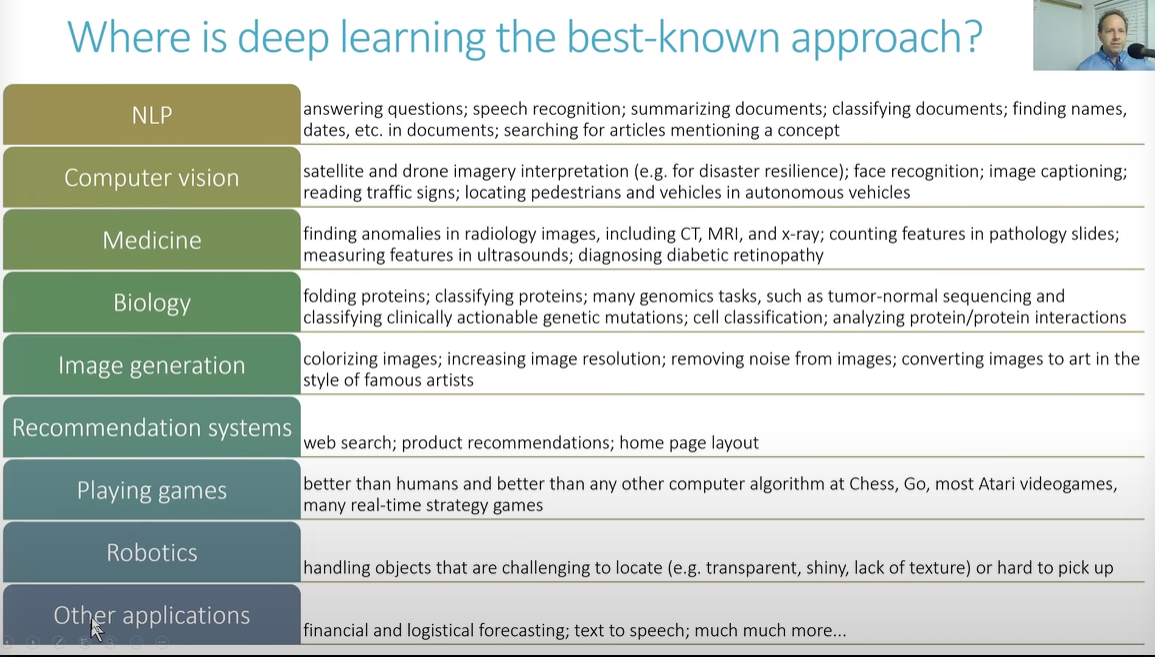 Where is deep learning the best-known approach?
NLP
answering questions; speech recognition; summarizing documents; classifying documents; finding names,
dates, etc. in documents; searching for articles mentioning a concept
Computer vision
satellite and drone imagery interpretation (e.g. for disaster resilience); face recognition; image captioning;
reading traffic signs; locating pedestrians and vehicles in autonomous vehicles
Medicine
finding anomalies in radiology images, including CT, MRI, and x-ray; counting features in pathology slides;
measuring features in ultrasounds; diagnosing diabetic retinopathy
Biology
folding proteins; classifying proteins; many genomics tasks, such as tumor-normal sequencing and
classifying clinically actionable genetic mutations; cell classification; analyzing protein/protein interactions
Image generation
colorizing images; increasing image resolution; removing noise from images; converting images to art in the
style of famous artists
Recommendation systems
web search; product recommendations; home page layout
Playing games
better than humans and better than any other computer algorithm at Chess, Go, most Atari videogames,
many real-time strategy games
Robotics
handling objects that are challenging to locate (e.g. transparent, shiny, lack of texture) or hard to pick up
Other applications
financial and logistical forecasting; text to speech; much much more...